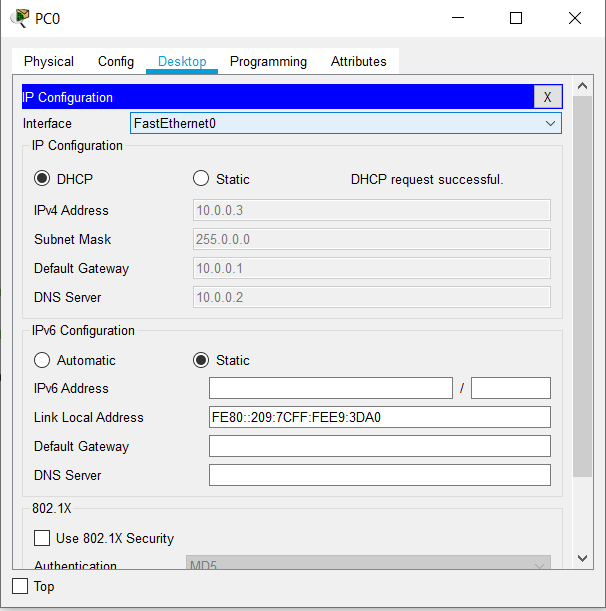 PC0
Physical Config Desktop Programming Attributes
IP Configuration X
Interface FastEthernet0
IP Configuration
DHCP Static DHCP request successful.
IPv4 Address 10.0.0.3
Subnet Mask 255.0.0.0
Default Gateway 10.0.0.1
DNS Server 10.0.0.2
IPv6 Configuration
Automatic Static
IPv6 Address /
Link Local Address FE80::209:7CFF:FEE9:3DA0
Default Gateway
DNS Server
802.1X
Use 802.1X Security
Authentication MD5
Top